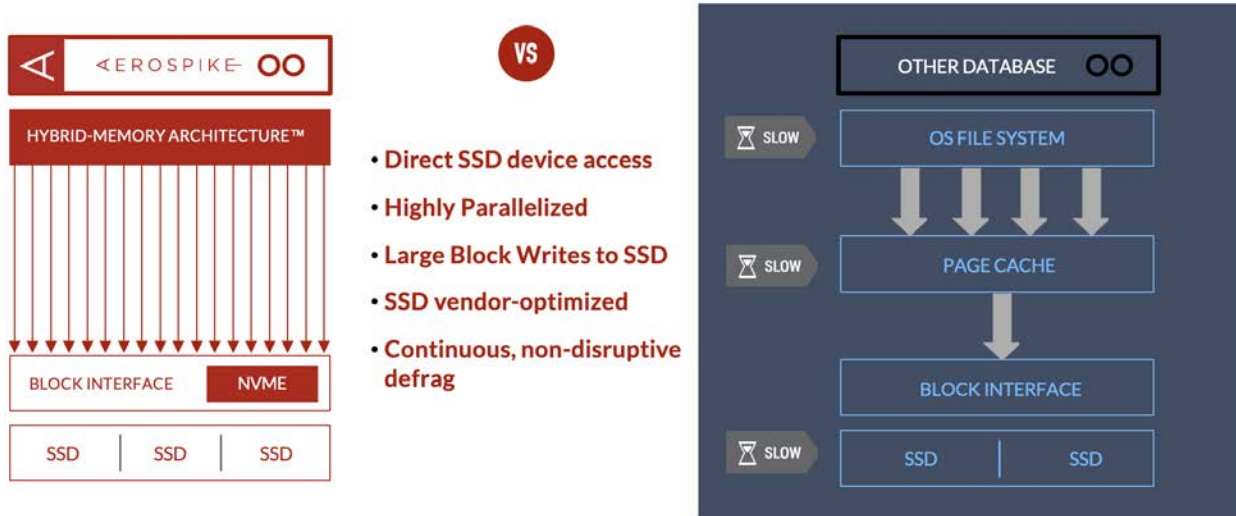 AEROSPIKE
HYBRID-MEMORY ARCHITECTURE™
BLOCK INTERFACE
NVME
SSD
SSD
SSD
VS
• Direct SSD device access
• Highly Parallelized
• Large Block Writes to SSD
• SSD vendor-optimized
• Continuous, non-disruptive
defrag
OTHER DATABASE
SLOW
OS FILE SYSTEM
SLOW
PAGE CACHE
BLOCK INTERFACE
SLOW
SSD
SSD